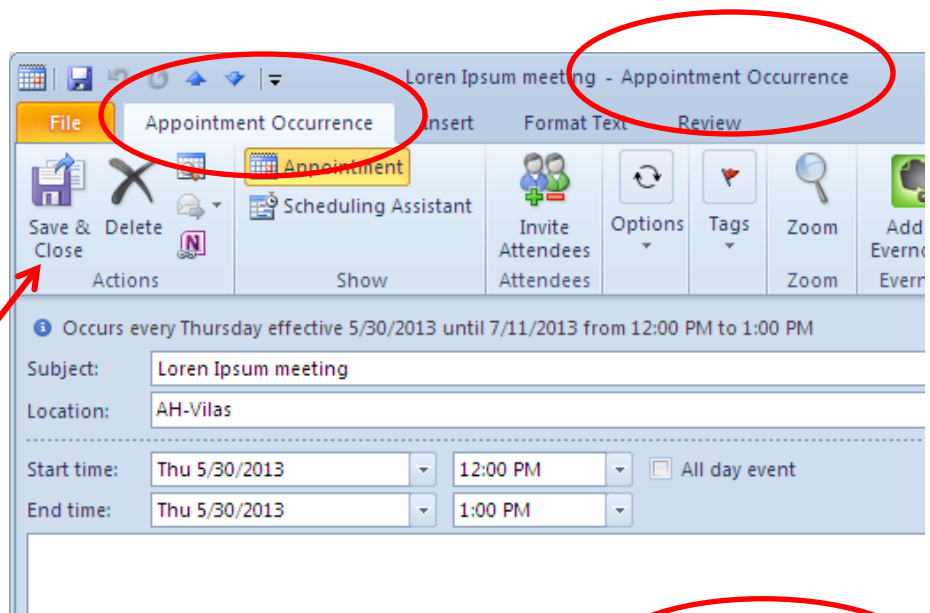 Loren Ipsum meeting - Appointment Occurrence
File Appointment Occurrence Insert Format Text Review
Save & Close
Delete
Appointment
Scheduling Assistant
Invite Attendees
Options
Tags
Zoom
Add
Actions Show Attendees Zoom
Occurs every Thursday effective 5/30/2013 until 7/11/2013 from 12:00 PM to 1:00 PM
Subject: Loren Ipsum meeting
Location: AH-Vilas
Start time: Thu 5/30/2013 12:00 PM All day event
End time: Thu 5/30/2013 1:00 PM